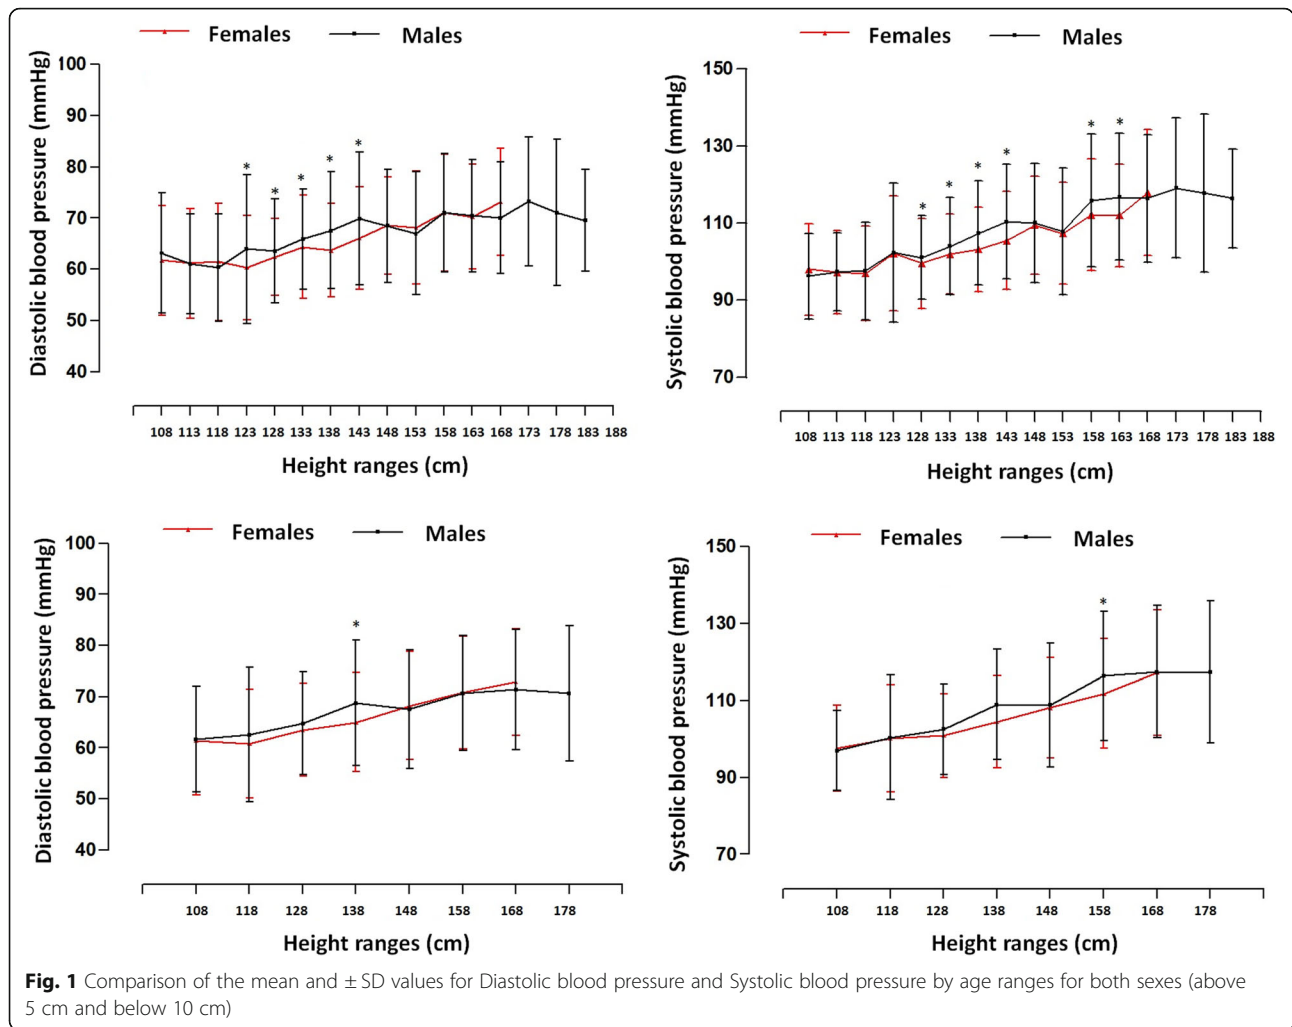 Females Males
Diastolic blood pressure (mmHg)
100
90
80
70
60
50
40
* * * * *
108 113 118 123 128 133 138 143 148 153 158 163 168 173 178 183 188
Height ranges (cm)
Females Males
Systolic blood pressure (mmHg)
150
130
110
90
70
* * * * * *
108 113 118 123 128 133 138 143 148 153 158 163 168 173 178 183 188
Height ranges (cm)
Females Males
Diastolic blood pressure (mmHg)
100
90
80
70
60
50
40
*
108 118 128 138 148 158 168 178
Height ranges (cm)
Females Males
Systolic blood pressure (mmHg)
150
130
110
90
70
*
108 118 128 138 148 158 168 178
Height ranges (cm)
Fig. 1 Comparison of the mean and ± SD values for Diastolic blood pressure and Systolic blood pressure by age ranges for both sexes (above
5 cm and below 10 cm)